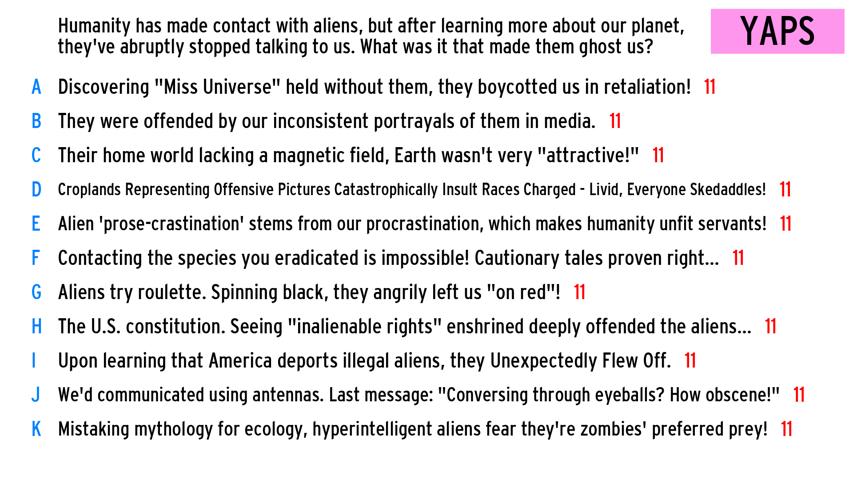 Humanity has made contact with aliens, but after learning more about our planet,
they've abruptly stopped talking to us. What was it that made them ghost us?
YAPS
A Discovering "Miss Universe" held without them, they boycotted us in retaliation! 11
B They were offended by our inconsistent portrayals of them in media. 11
C Their home world lacking a magnetic field, Earth wasn't very "attractive!" 11
D Croplands Representing Offensive Pictures Catastrophically Insult Races Charged - Livid, Everyone Skedaddles! 11
E Alien 'prose-crastination' stems from our procrastination, which makes humanity unfit servants! 11
F Contacting the species you eradicated is impossible! Cautionary tales proven right... 11
G Aliens try roulette. Spinning black, they angrily left us "on red"! 11
H The U.S. constitution. Seeing "inalienable rights" enshrined deeply offended the aliens... 11
I Upon learning that America deports illegal aliens, they Unexpectedly Flew Off. 11
J We'd communicated using antennas. Last message: "Conversing through eyeballs? How obscene!" 11
K Mistaking mythology for ecology, hyperintelligent aliens fear they're zombies' preferred prey! 11